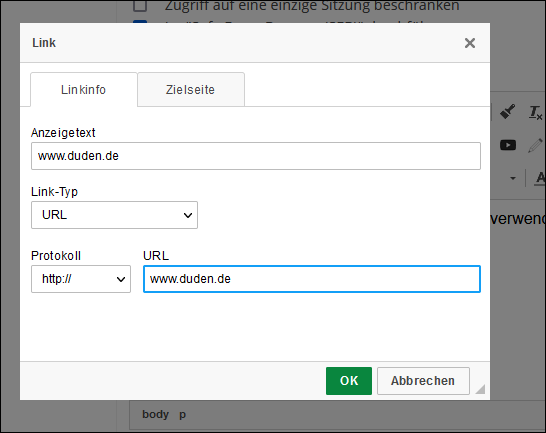 Zugriff auf eine einzige Sitzung beschränken
Link
Linkinfo
Zielseite
Anzeigetext
www.duden.de
Link-Typ
URL
Protokoll URL
http:// www.duden.de
verwend
OK Abbrechen
body p